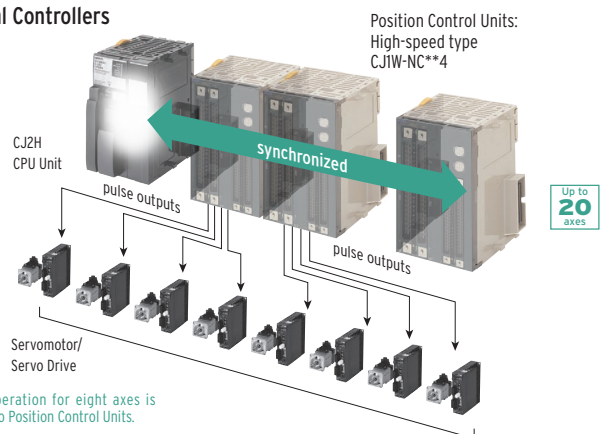 al Controllers
Position Control Units:
High-speed type
CJ1W-NC**4
CJ2H
CPU Unit
synchronized
pulse outputs
pulse outputs
Up to
20
axes
Servomotor/
Servo Drive
peration for eight axes is
o Position Control Units.